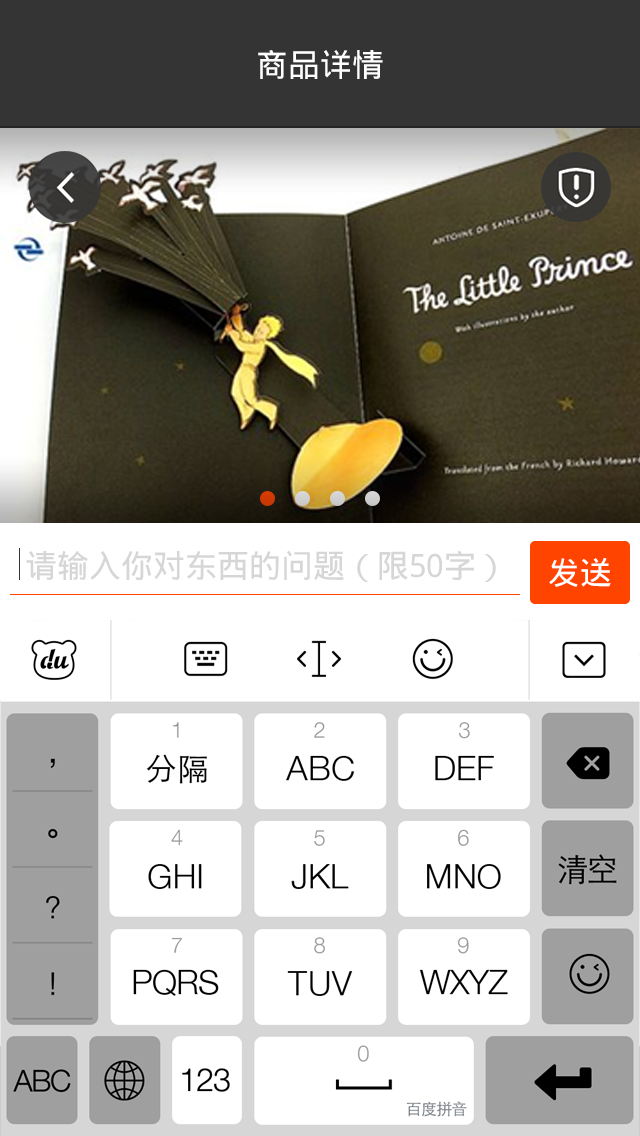 商品详情
ANTOINE DE SAINT-EXUP
The Little Prince
With illustrations by the author
Translated from the French by Richard Howard
请输入你对东西的问题（限50字）
发送
du
，
1
分隔
2
ABC
3
DEF
。
4
GHI
5
JKL
6
MNO
清空
?
7
PQRS
8
TUV
9
WXYZ
!
ABC
123
0
百度拼音